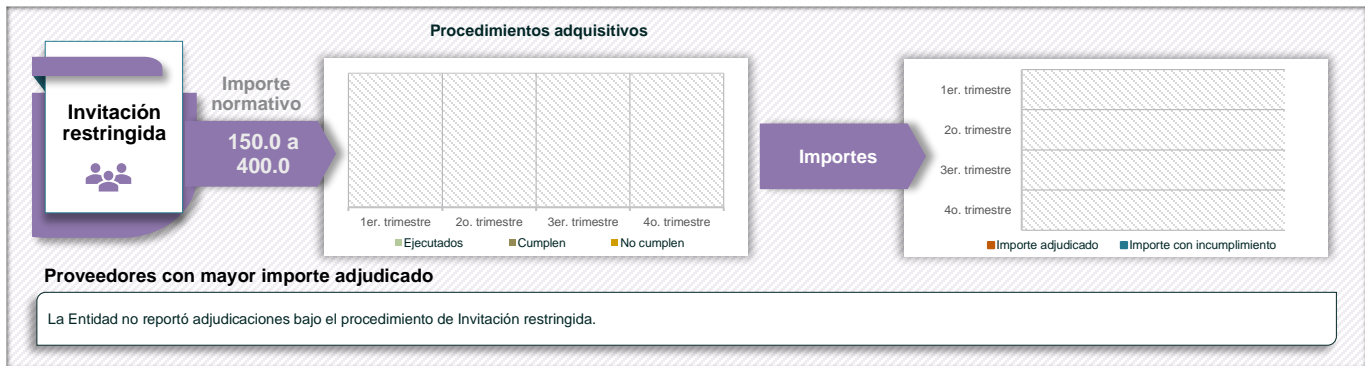 Procedimientos adquisitivos
Invitación
restringida
Importe
normativo
150.0 a
400.0
1er. trimestre
2o. trimestre
3er. trimestre
4o. trimestre
Ejecutados
Cumplen
No cumplen
Importes
1er. trimestre
2o. trimestre
3er. trimestre
4o. trimestre
Importe adjudicado
Importe con incumplimiento
Proveedores con mayor importe adjudicado
La Entidad no reportó adjudicaciones bajo el procedimiento de Invitación restringida.